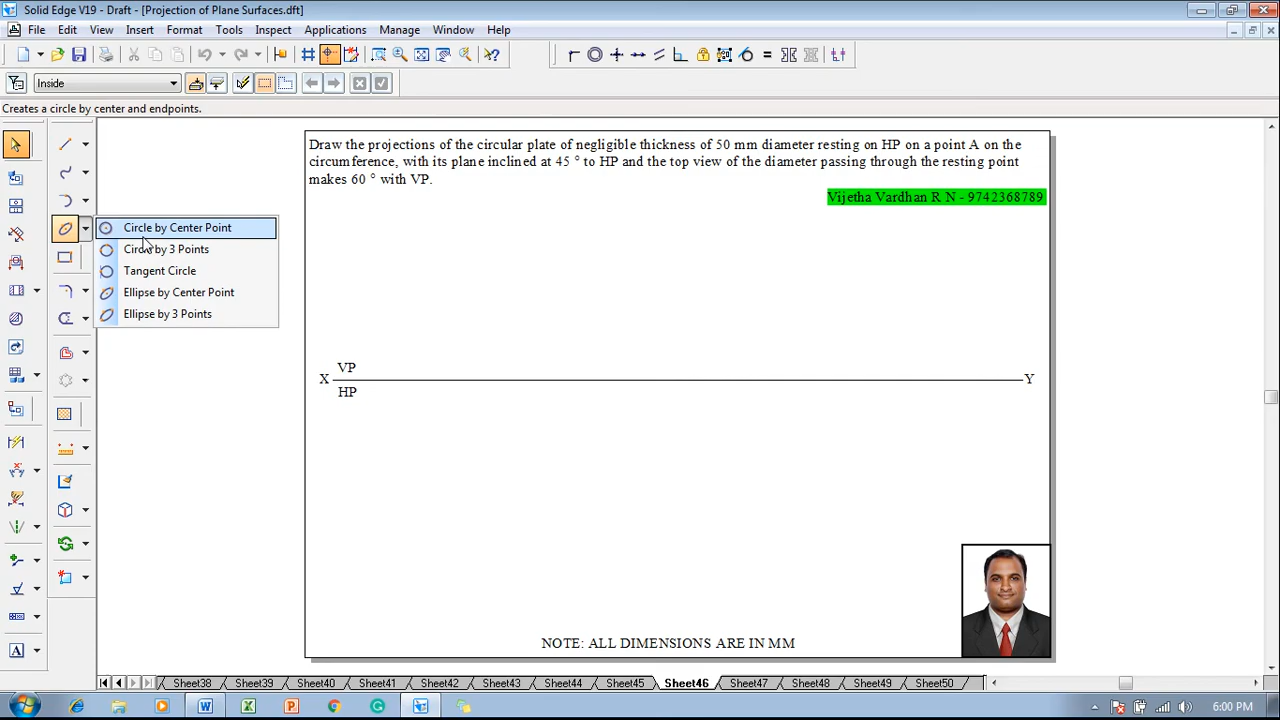 Solid Edge V19 - Draft - [Projection of Plane Surfaces.dft]
File Edit View Insert Format Tools Inspect Applications Manage Window Help
Inside
Creates a circle by center and endpoints.
Draw the projections of the circular plate of negligible thickness of 50 mm diameter resting on HP on a point A on the
circumference, with its plane inclined at 45 ° to HP and the top view of the diameter passing through the resting point
makes 60 ° with VP.
Vijetha Vardhan R N - 9742368789
Circle by Center Point
Circle by 3 Points
Tangent Circle
Ellipse by Center Point
Ellipse by 3 Points
VP
X
Y
HP
NOTE: ALL DIMENSIONS ARE IN MM
Sheet38 Sheet39 Sheet40 Sheet41 Sheet42 Sheet43 Sheet44 Sheet45 Sheet46 Sheet47 Sheet48 Sheet49 Sheet50
6:00 PM